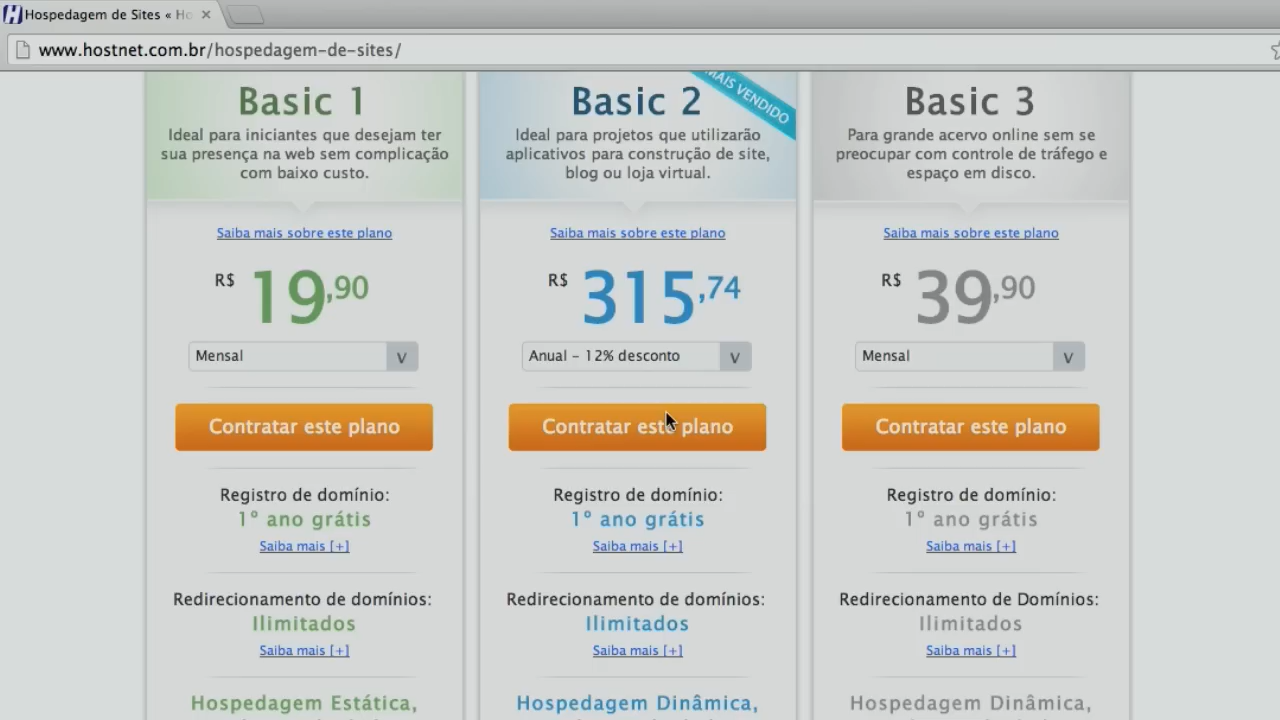 Hospedagem de Sites « Ho
www.hostnet.com.br/hospedagem-de-sites/
Basic 1
Ideal para iniciantes que desejam ter
sua presença na web sem complicação
com baixo custo.
Saiba mais sobre este plano
R$ 19,90
Mensal v
Contratar este plano
Registro de domínio:
1º ano grátis
Saiba mais [+]
Redirecionamento de domínios:
Ilimitados
Saiba mais [+]
Hospedagem Estática,
MAIS VENDIDO
Basic 2
Ideal para projetos que utilizarão
aplicativos para construção de site,
blog ou loja virtual.
Saiba mais sobre este plano
R$ 315,74
Anual - 12% desconto v
Contratar este plano
Registro de domínio:
1º ano grátis
Saiba mais [+]
Redirecionamento de domínios:
Ilimitados
Saiba mais [+]
Hospedagem Dinâmica,
Basic 3
Para grande acervo online sem se
preocupar com controle de tráfego e
espaço em disco.
Saiba mais sobre este plano
R$ 39,90
Mensal v
Contratar este plano
Registro de domínio:
1º ano grátis
Saiba mais [+]
Redirecionamento de Domínios:
Ilimitados
Saiba mais [+]
Hospedagem Dinâmica,